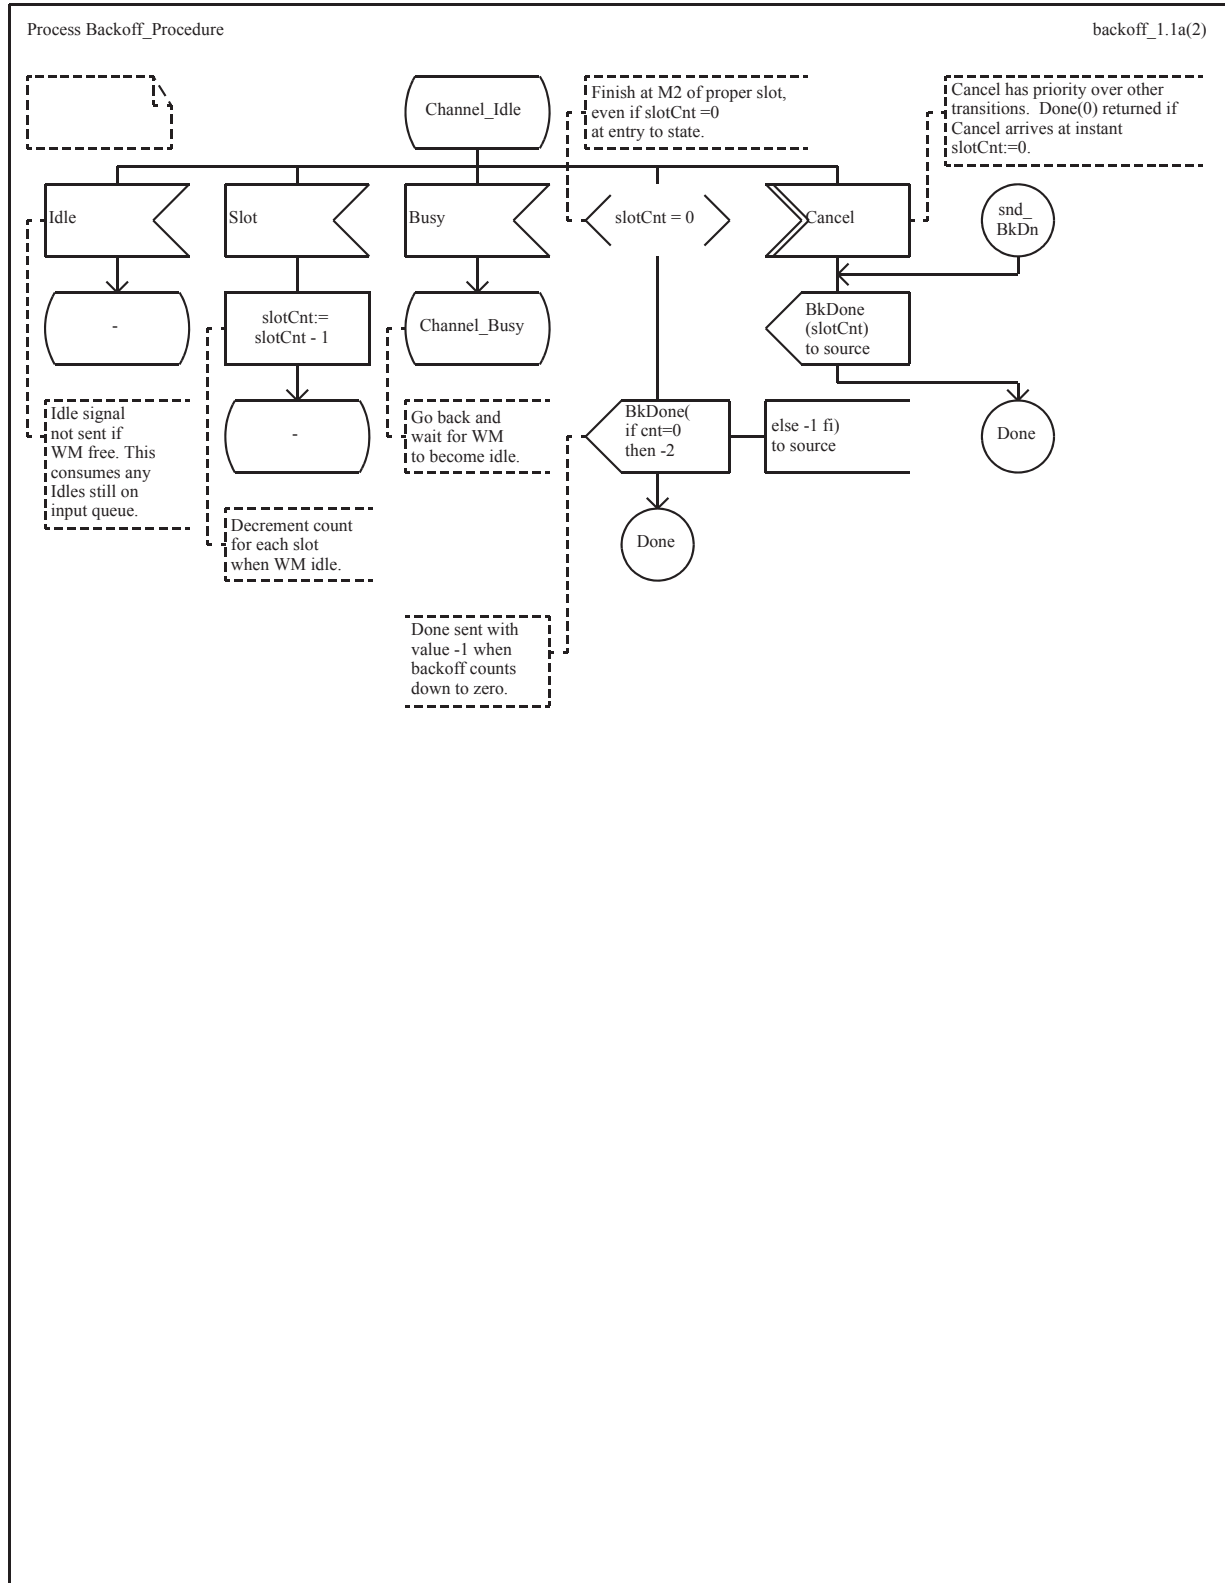 Process Backoff_Procedure
backoff_1.1a(2)
Channel_Idle
Finish at M2 of proper slot,
even if slotCnt =0
at entry to state.
Cancel has priority over other
transitions.  Done(0) returned if
Cancel arrives at instant
slotCnt:=0.
Idle
Slot
Busy
slotCnt = 0
Cancel
snd_
BkDn
-
slotCnt:=
slotCnt - 1
Channel_Busy
BkDone
(slotCnt)
to source
Idle signal
not sent if
WM free. This
consumes any
Idles still on
input queue.
-
Go back and
wait for WM
to become idle.
BkDone(
if cnt=0
then -2
else -1 fi)
to source
Done
Decrement count
for each slot
when WM idle.
Done
Done sent with
value -1 when
backoff counts
down to zero.